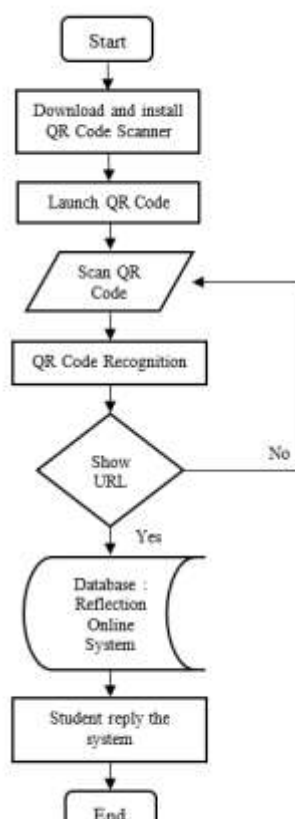 Start
Download and install
QR Code Scanner
Launch QR Code
Scan QR
Code
QR Code Recognition
Show
URL
No
Yes
Database :
Reflection
Online
System
Student reply the
system
End